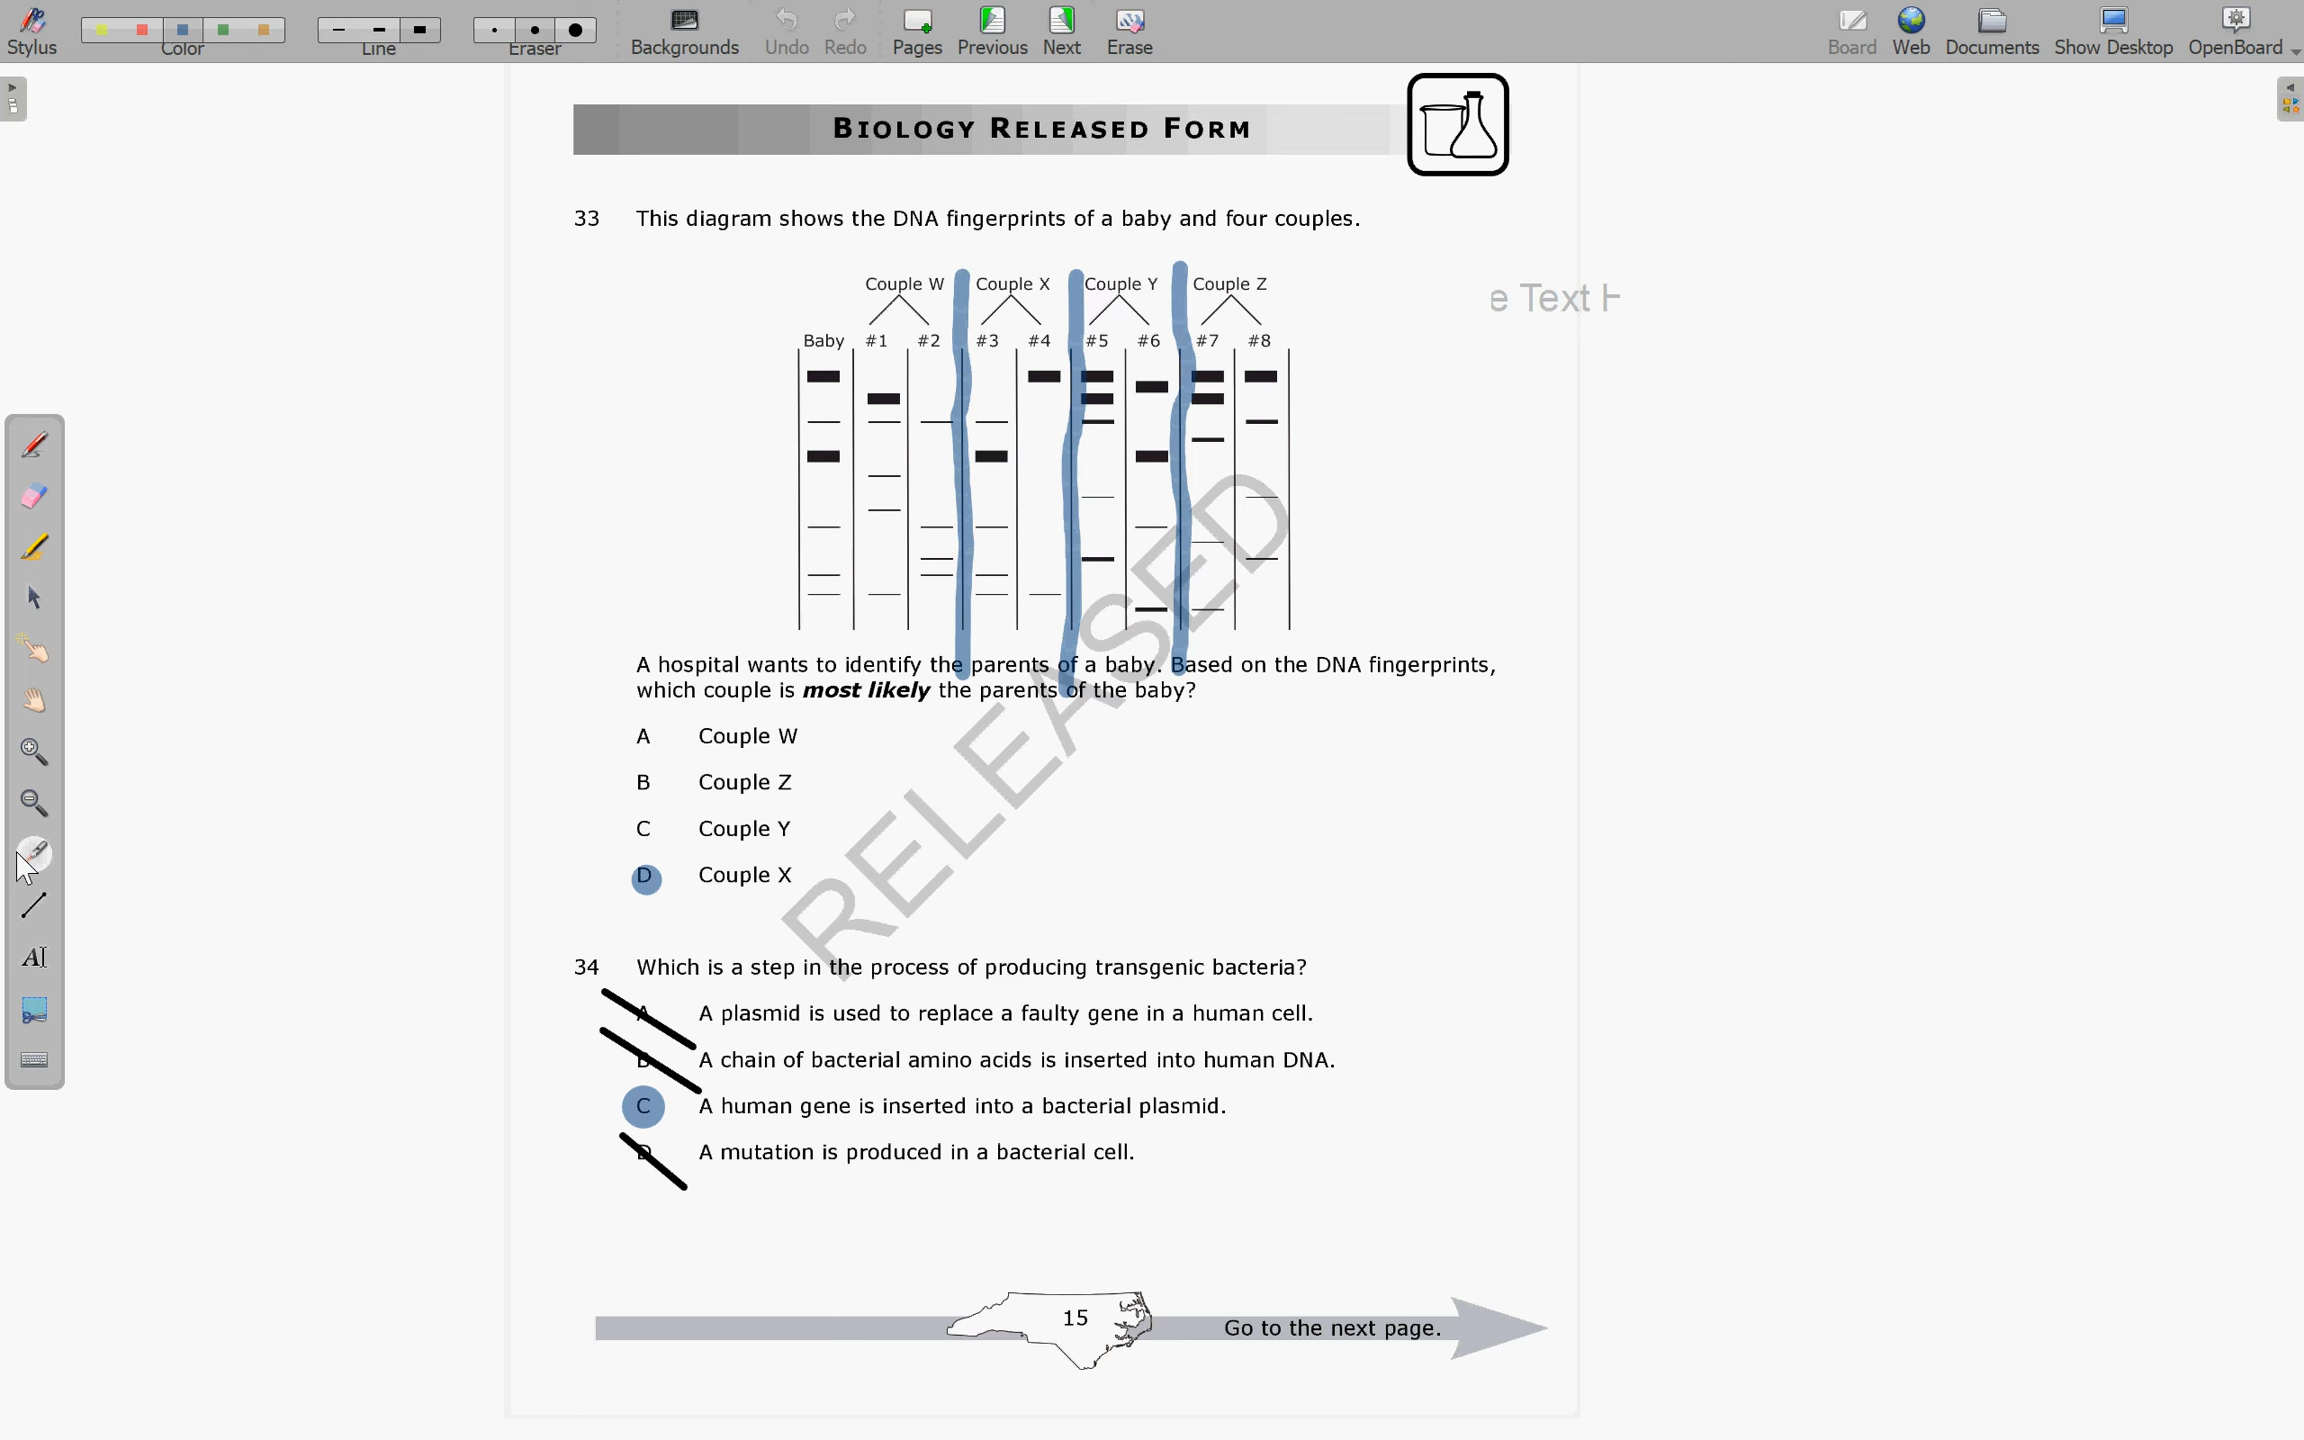 Stylus Color Line Eraser Backgrounds Undo Redo Pages Previous Next Erase Board Web Documents Show Desktop OpenBoard
BIOLOGY RELEASED FORM
33 This diagram shows the DNA fingerprints of a baby and four couples.
e Text H
Couple W Couple X Couple Y Couple Z
Baby #1 #2 #3 #4 #5 #6 #7 #8
A hospital wants to identify the parents of a baby. Based on the DNA fingerprints,
which couple is most likely the parents of the baby?
A Couple W
B Couple Z
C Couple Y
D Couple X
RELEASED
34 Which is a step in the process of producing transgenic bacteria?
A A plasmid is used to replace a faulty gene in a human cell.
B A chain of bacterial amino acids is inserted into human DNA.
C A human gene is inserted into a bacterial plasmid.
D A mutation is produced in a bacterial cell.
15
Go to the next page.